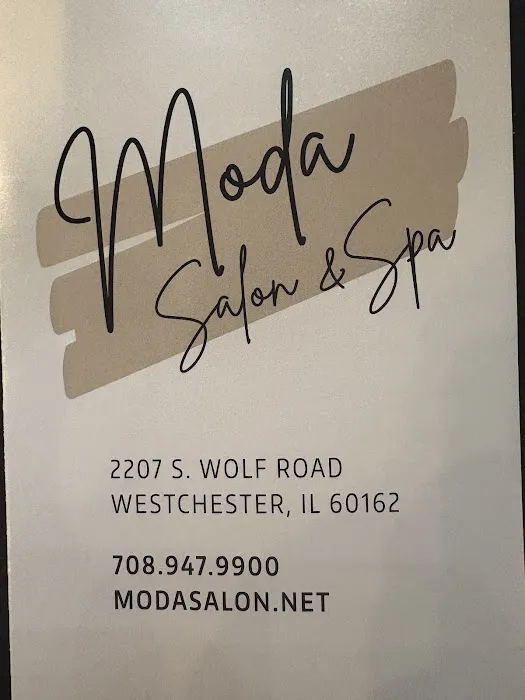 Moda
Salon & Spa
2207 S. WOLF ROAD
WESTCHESTER, IL 60162
708.947.9900
MODASALON.NET